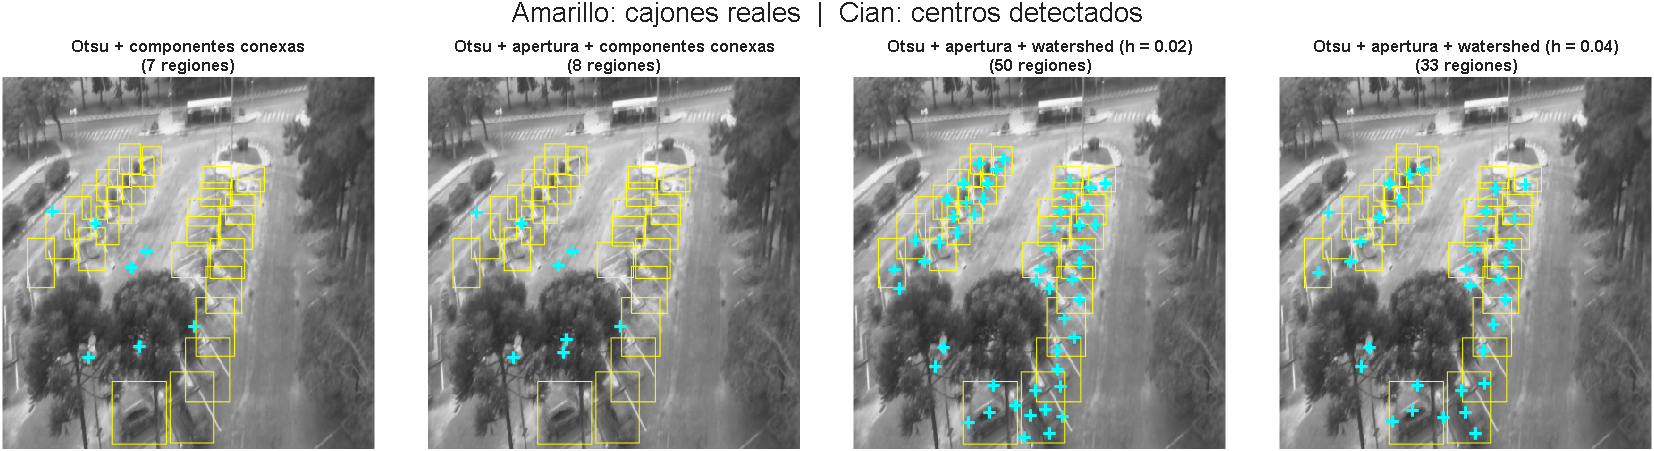 Amarillo: cajones reales | Cian: centros detectados
Otsu + componentes conexas
(7 regiones)
Otsu + apertura + componentes conexas
(8 regiones)
Otsu + apertura + watershed (h = 0.02)
(50 regiones)
Otsu + apertura + watershed (h = 0.04)
(33 regiones)